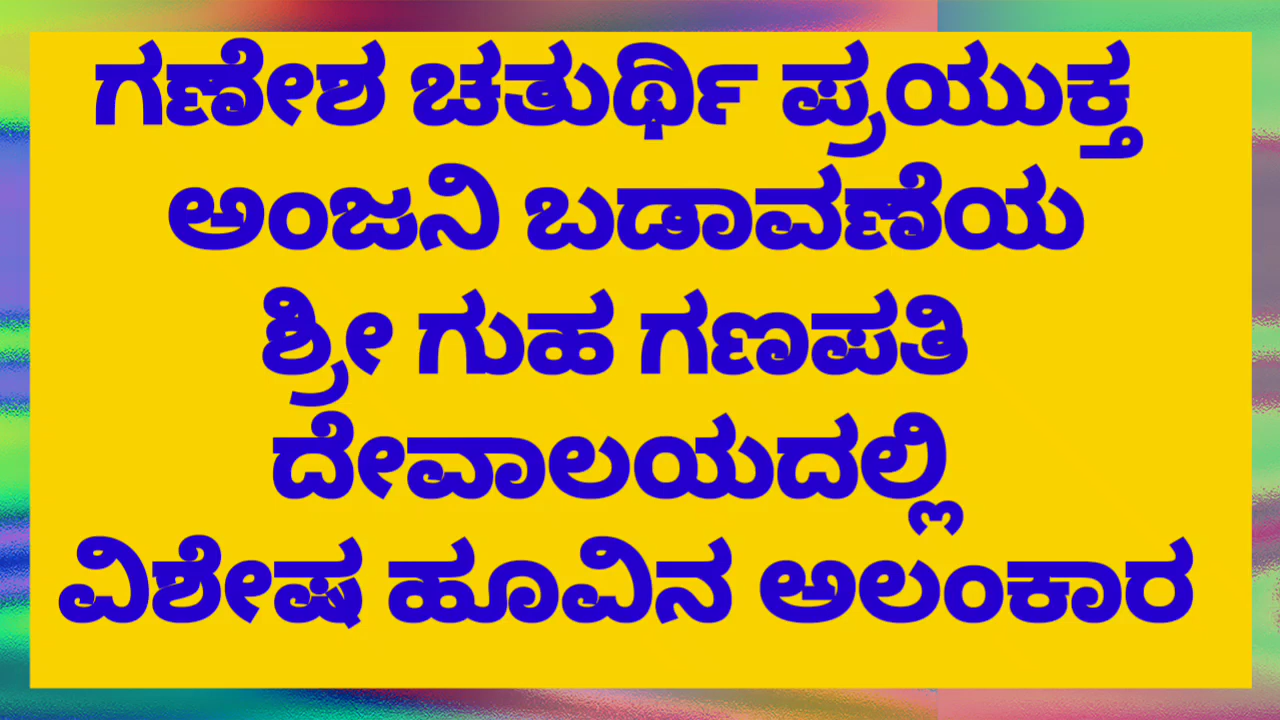 ಗಣೇಶ ಚತುರ್ಥಿ ಪ್ರಯುಕ್ತ
ಅಂಜನಿ ಬಡಾವಣೆಯ
ಶ್ರೀ ಗುಹ ಗಣಪತಿ
ದೇವಾಲಯದಲ್ಲಿ
ವಿಶೇಷ ಹೂವಿನ ಅಲಂಕಾರ